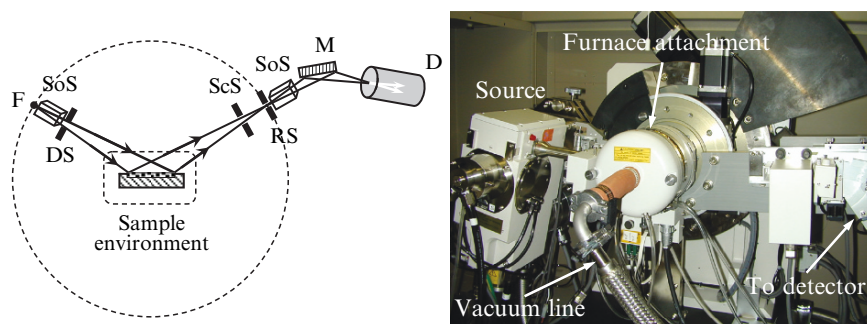 F
SoS
DS
Sample
environment
ScS
SoS
RS
M
D
Furnace attachment
Source
Vacuum line
To detector